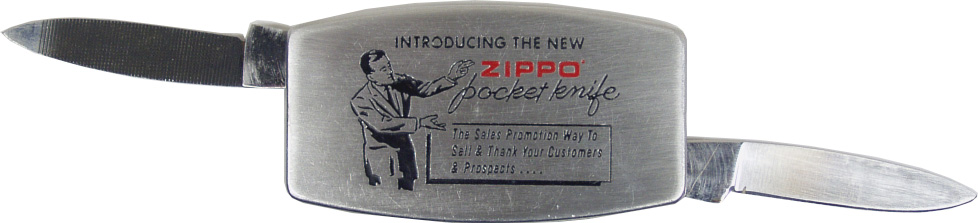 INTRODUCING THE NEW
ZIPPO
pocket knife
The Sales Promotion Way To
Sell & Thank Your Customers
& Prospects ....